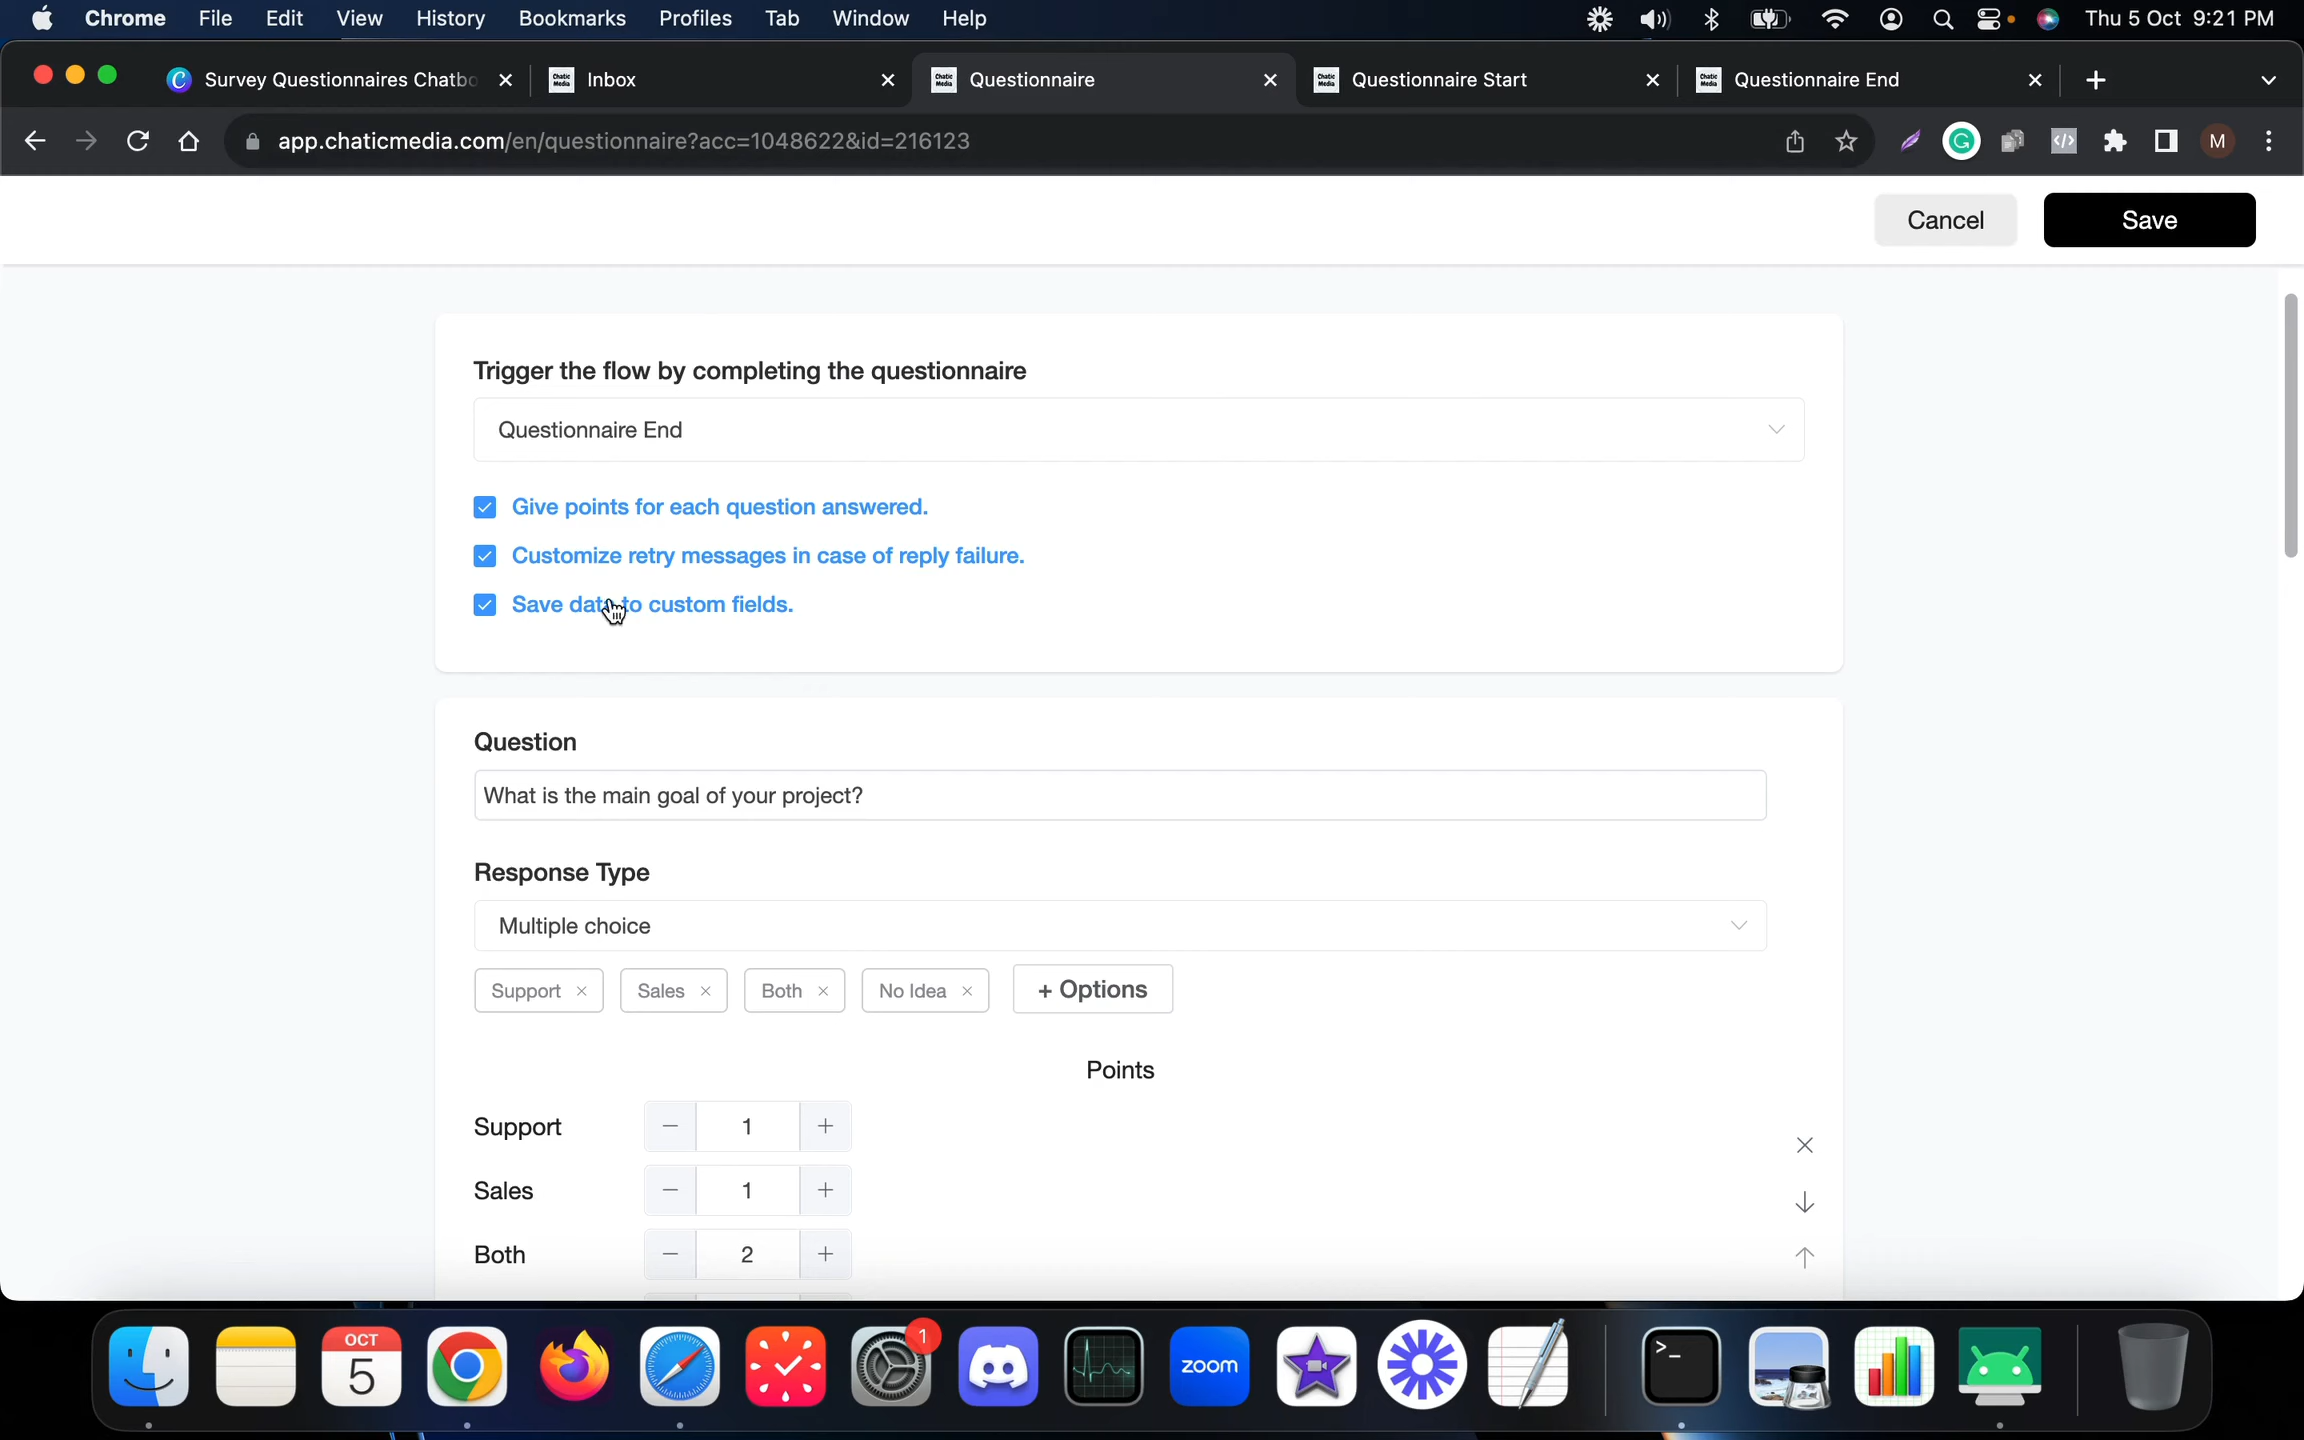 Chrome File Edit View History Bookmarks Profiles Tab Window Help Thu 5 Oct 9:21 PM
Survey Questionnaires Chatbo Inbox Questionnaire Questionnaire Start Questionnaire End
app.chaticmedia.com/en/questionnaire?acc=1048622&id=216123 M
Cancel Save
Trigger the flow by completing the questionnaire
Questionnaire End
Give points for each question answered.
Customize retry messages in case of reply failure.
Save data to custom fields.
Question
What is the main goal of your project?
Response Type
Multiple choice
Support × Sales × Both × No Idea × + Options
Points
Support − 1 +
Sales − 1 +
Both − 2 +
OCT
5
1
zoom